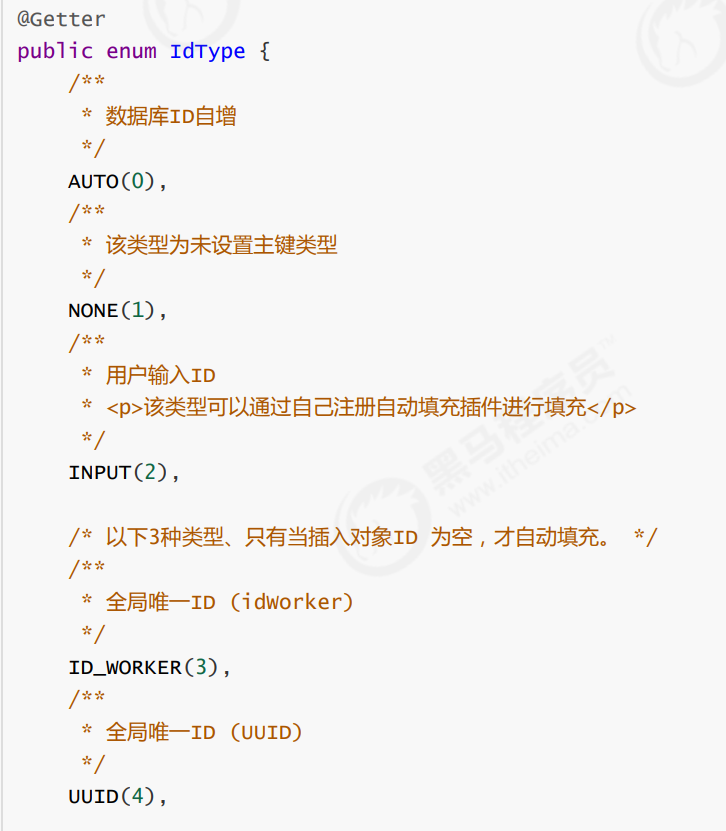 @Getter
public enum IdType {
/**
* 数据库ID自增
*/
AUTO(0),
/**
* 该类型为未设置主键类型
*/
NONE(1),
/**
* 用户输入ID
* <p>该类型可以通过自己注册自动填充插件进行填充</p>
*/
INPUT(2),
/* 以下3种类型、只有当插入对象ID 为空，才自动填充。 */
/**
* 全局唯一ID (idWorker)
*/
ID_WORKER(3),
/**
* 全局唯一ID (UUID)
*/
UUID(4),
黑马程序员™
www.itheima.com